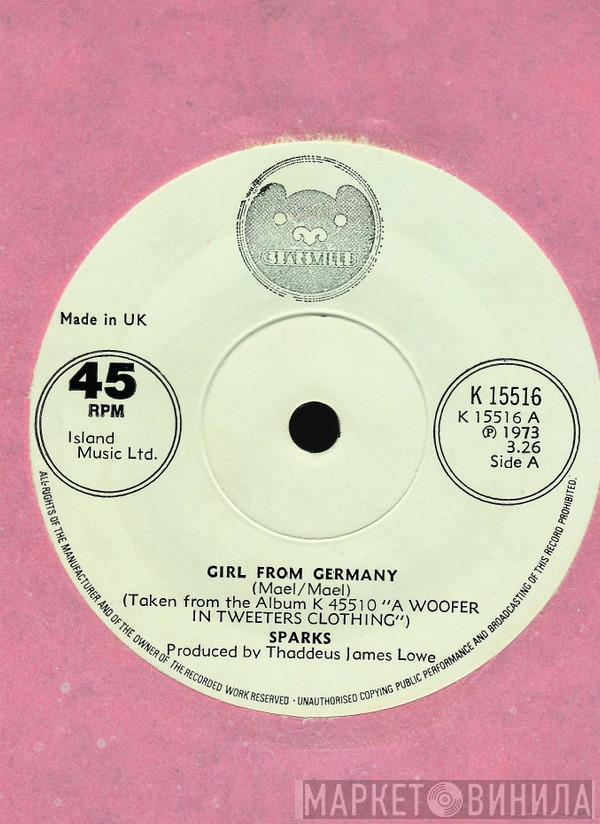 BEARSVILLE
Made in UK
45
RPM
Island
Music Ltd.
K 15516
K 15516 A
Ⓟ 1973
3.26
Side A
GIRL FROM GERMANY
(Mael/Mael)
(Taken from the Album K 45510 "A WOOFER
IN TWEETERS CLOTHING")
SPARKS
Produced by Thaddeus James Lowe
ALL RIGHTS OF THE MANUFACTURER AND OF THE OWNER OF THE RECORDED WORK RESERVED · UNAUTHORISED COPYING PUBLIC PERFORMANCE AND BROADCASTING OF THIS RECORD PROHIBITED.
МАРКЕТ ВИНИЛА